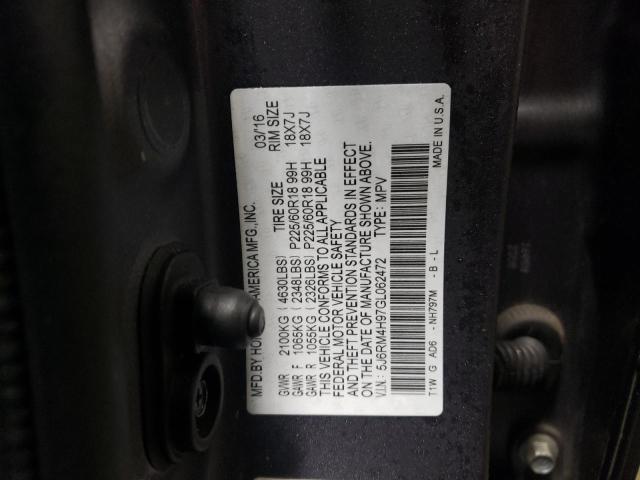 MFD.BY HON AMERICA MFG.,INC. 03/'16
TIRE SIZE RIM SIZE
GVWR 2100KG (4630LBS)
GAWR F 1065KG (2348LBS) P225/60R18 99H 18X7J
GAWR R 1055KG (2326LBS) P225/60R18 99H 18X7J
THIS VEHICLE CONFORMS TO ALL APPLICABLE
FEDERAL MOTOR VEHICLE SAFETY
AND THEFT PREVENTION STANDARDS IN EFFECT
ON THE DATE OF MANUFACTURE SHOWN ABOVE.
V.I.N.: 5J6RM4H97GL062472 TYPE: MPV
T1W G AD6 -NH797M -B-L MADE IN U.S.A.